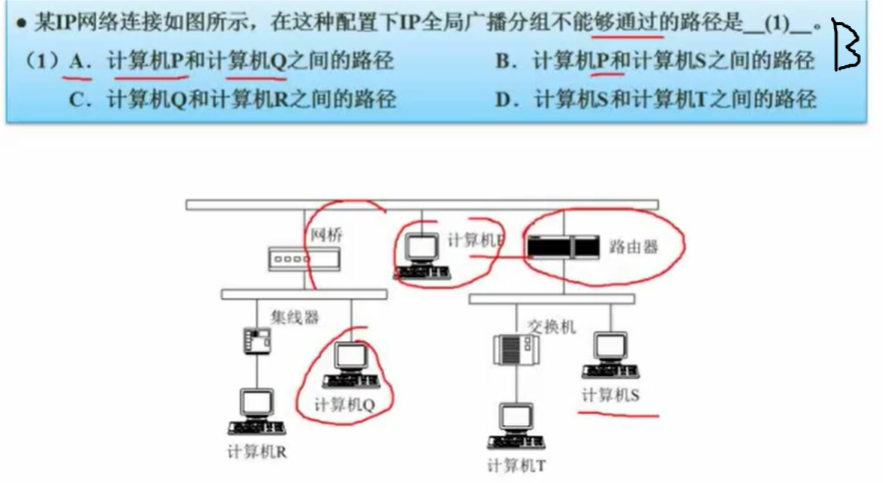 ● 某IP网络连接如图所示，在这种配置下IP全局广播分组不能够通过的路径是__(1)__。 B
（1）A．计算机P和计算机Q之间的路径 B．计算机P和计算机S之间的路径
C．计算机Q和计算机R之间的路径 D．计算机S和计算机T之间的路径
网桥 计算机P 路由器
集线器 交换机
计算机Q 计算机S
计算机R 计算机T